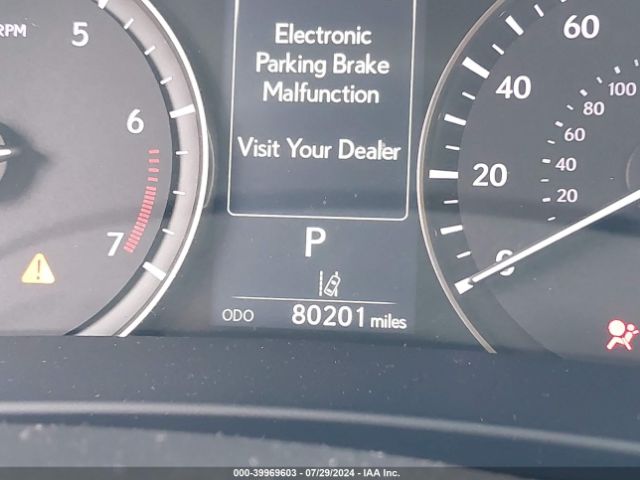 RPM
5
6
7
Electronic
Parking Brake
Malfunction
Visit Your Dealer
P
ODO 80201 miles
60
40
20
0
100
80
60
40
20
000-39969603 - 07/29/2024 - IAA Inc.